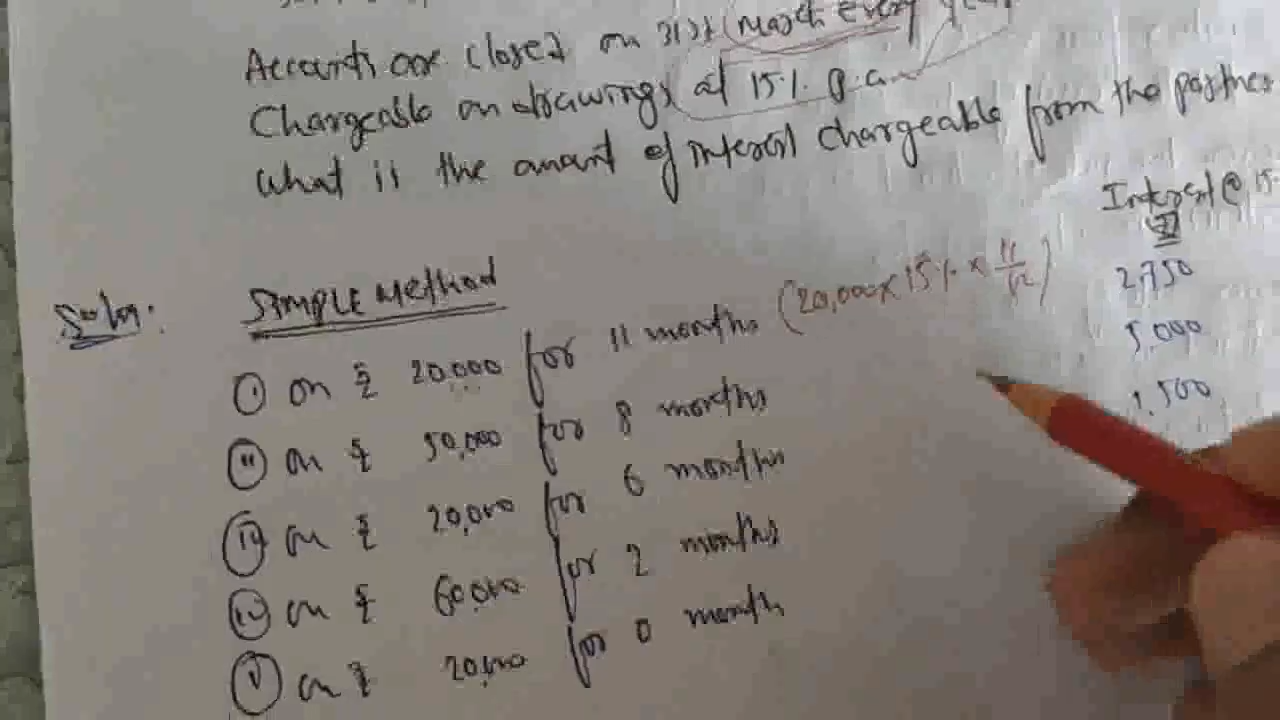 Accounts are closed on 31st March every year
Chargeable on drawings at 15% p.a.
What is the amount of interest chargeable from the partner
Interest @ 15
₹
Soln:
SIMPLE METHOD
(i) on ₹ 20,000 for 11 months (20,000 x 15% x 11/12) 2,750
(ii) on ₹ 50,000 for 8 months 5,000
(iii) on ₹ 20,000 for 6 months 1,500
(iv) on ₹ 60,000 for 2 months
(v) on ₹ 20,000 for 0 month